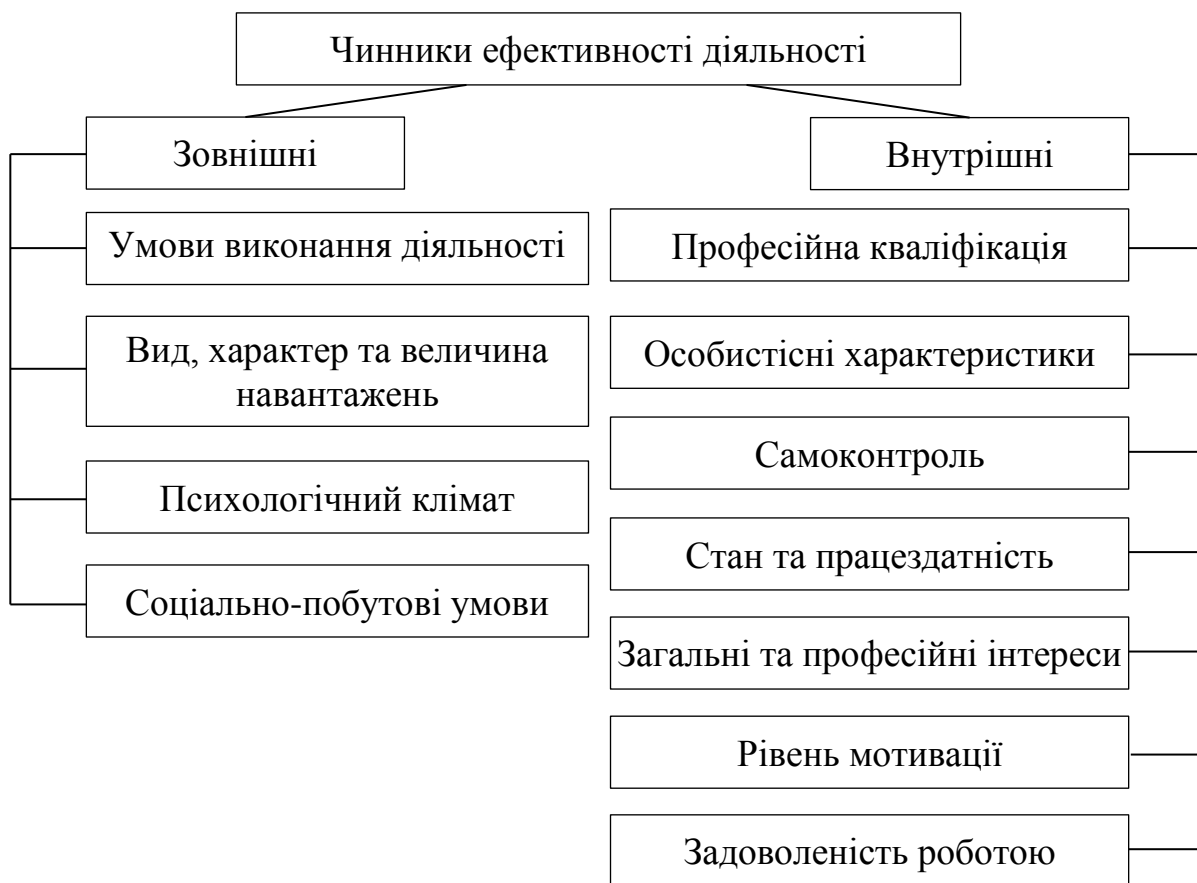 Чинники ефективності діяльності
Зовнішні
Умови виконання діяльності
Вид, характер та величина
навантажень
Психологічний клімат
Соціально-побутові умови
Внутрішні
Професійна кваліфікація
Особистісні характеристики
Самоконтроль
Стан та працездатність
Загальні та професійні інтереси
Рівень мотивації
Задоволеність роботою